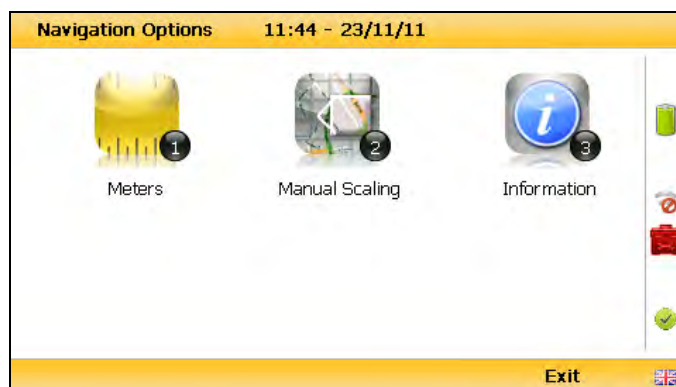 Navigation Options 11:44 - 23/11/11
1 2 3
Meters Manual Scaling Information
Exit